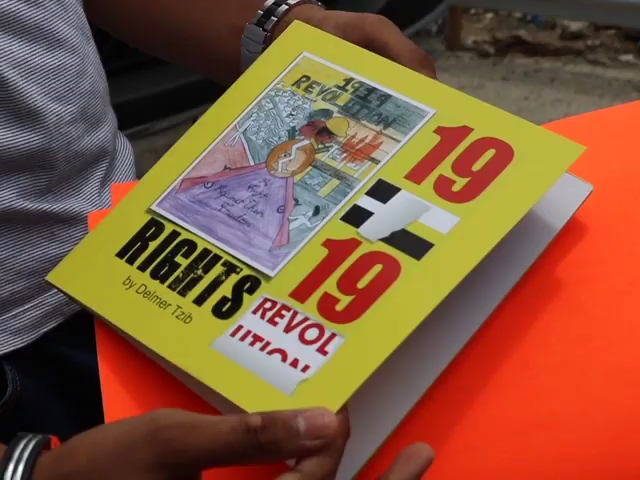 1919
REVOLUTION
19
19
RIGHTS
by Delmer Tzib
REVOL
UTION